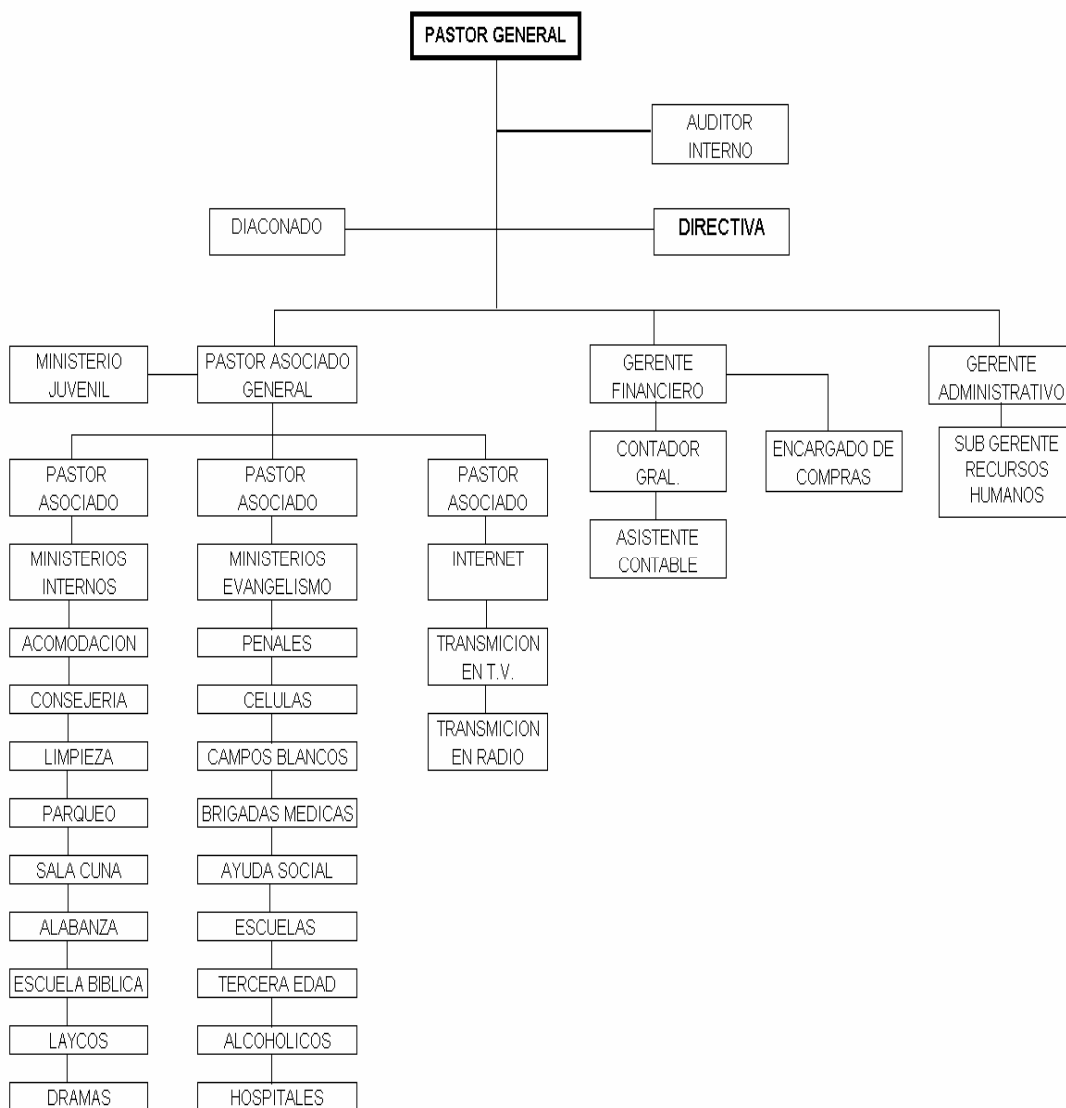 PASTOR GENERAL
AUDITOR
INTERNO
DIACONADO
DIRECTIVA
MINISTERIO
JUVENIL
PASTOR ASOCIADO
GENERAL
GERENTE
FINANCIERO
GERENTE
ADMINISTRATIVO
PASTOR
ASOCIADO
PASTOR
ASOCIADO
PASTOR
ASOCIADO
CONTADOR
GRAL.
ENCARGADO DE
COMPRAS
SUB GERENTE
RECURSOS
HUMANOS
MINISTERIOS
INTERNOS
MINISTERIOS
EVANGELISMO
INTERNET
ASISTENTE
CONTABLE
ACOMODACION
PENALES
TRANSMICION
EN T.V.
CONSEJERIA
CELULAS
LIMPIEZA
CAMPOS BLANCOS
TRANSMICION
EN RADIO
PARQUEO
BRIGADAS MEDICAS
SALA CUNA
AYUDA SOCIAL
ALABANZA
ESCUELAS
ESCUELA BIBLICA
TERCERA EDAD
LAYCOS
ALCOHOLICOS
DRAMAS
HOSPITALES